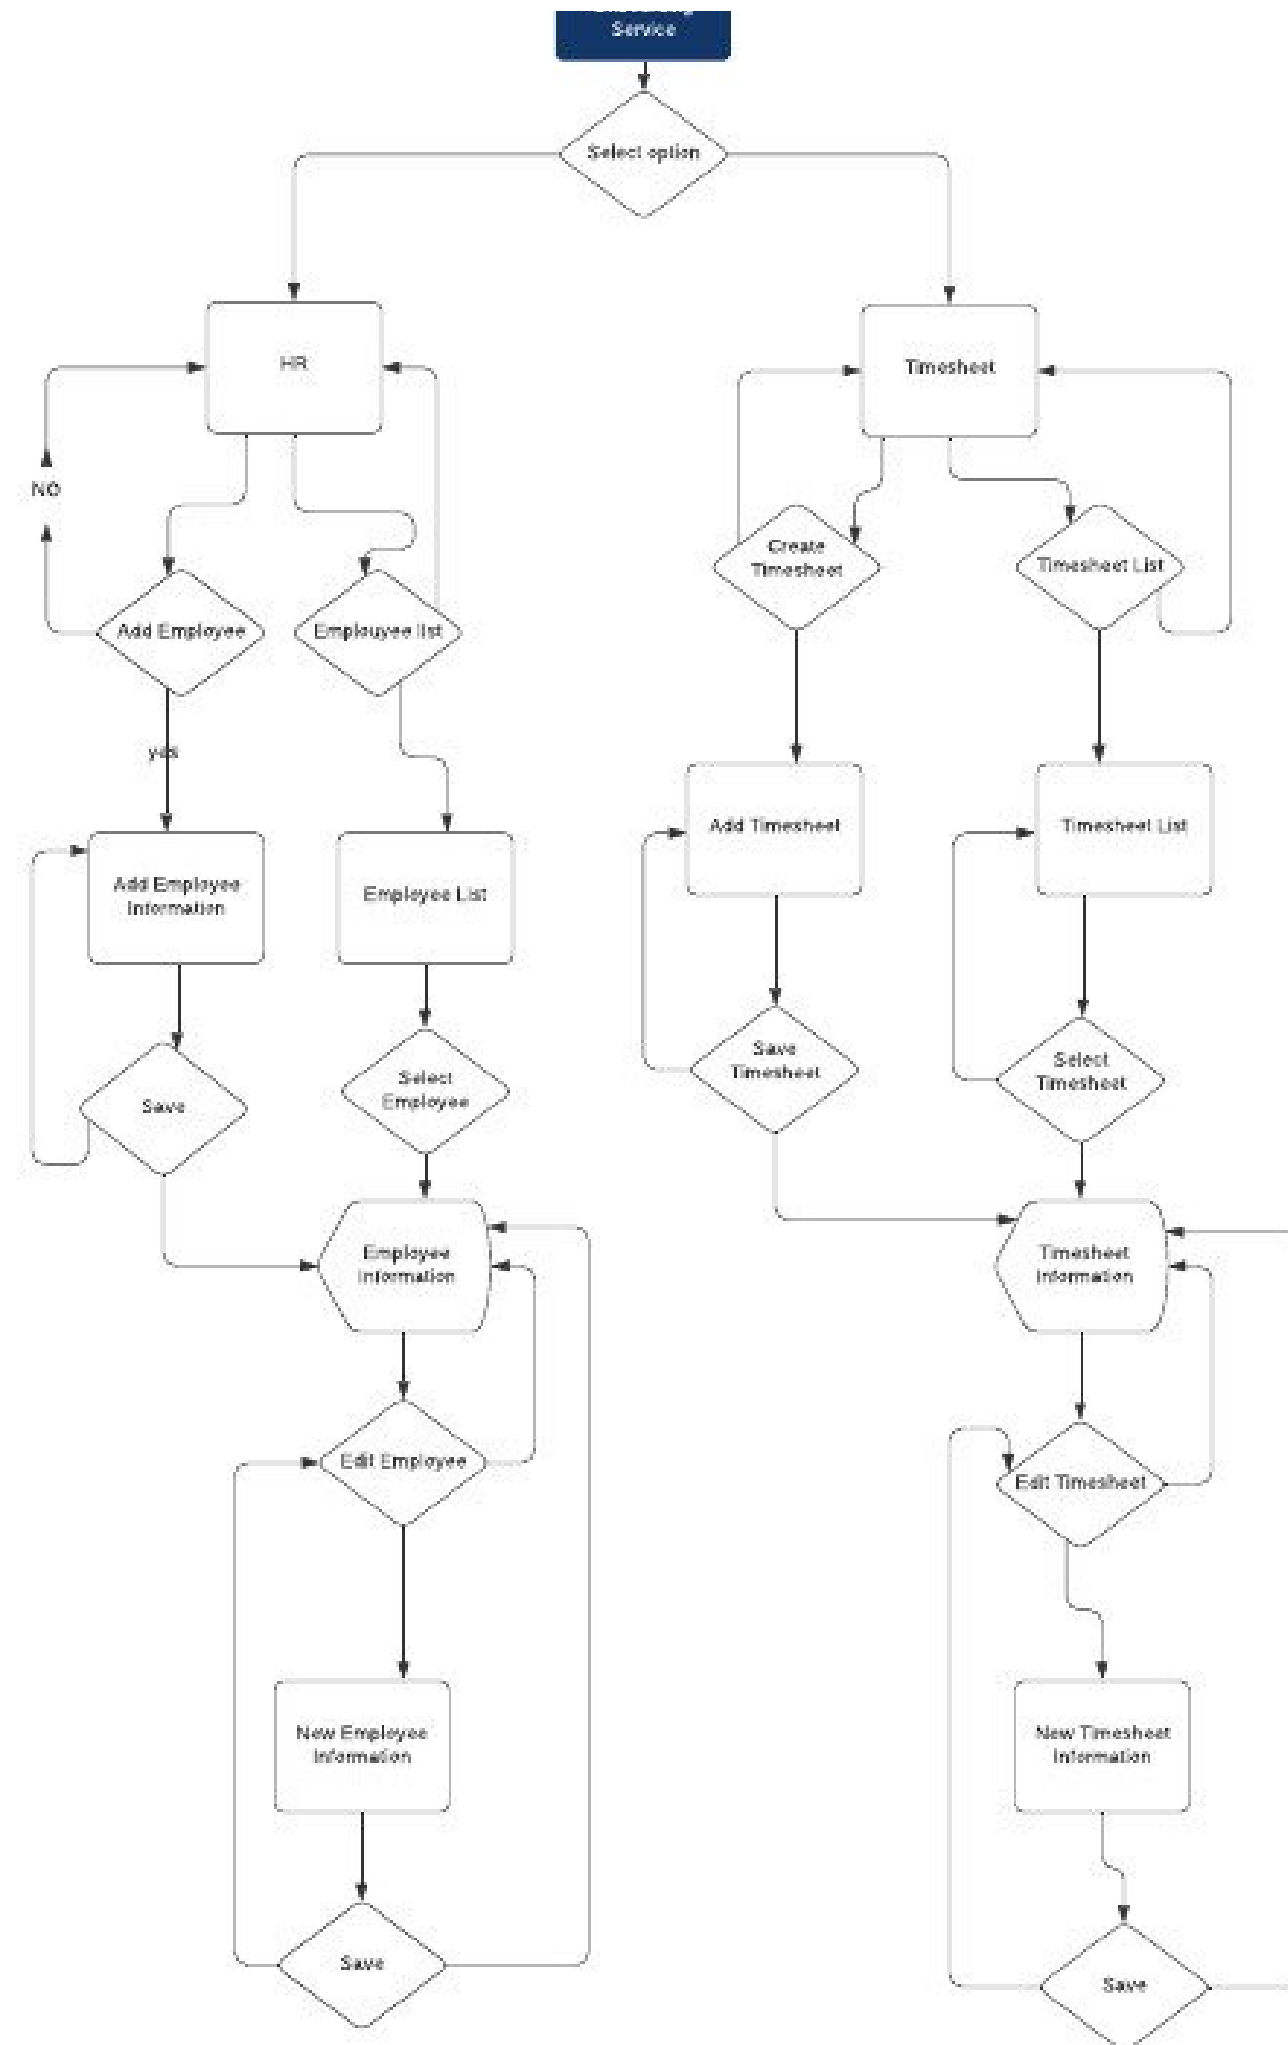 Service
Select option
HR
Timesheet
NO
Create
Timesheet
Timesheet List
Add Employee
Emplouyee list
yes
Add Timesheet
Timesheet List
Add Employee
Information
Employee List
Save
Timesheet
Select
Timesheet
Select
Employee
Save
Employee
Information
Timesheet
Information
Edit Employee
Edit Timesheet
New Employee
Information
New Timesheet
Information
Save
Save